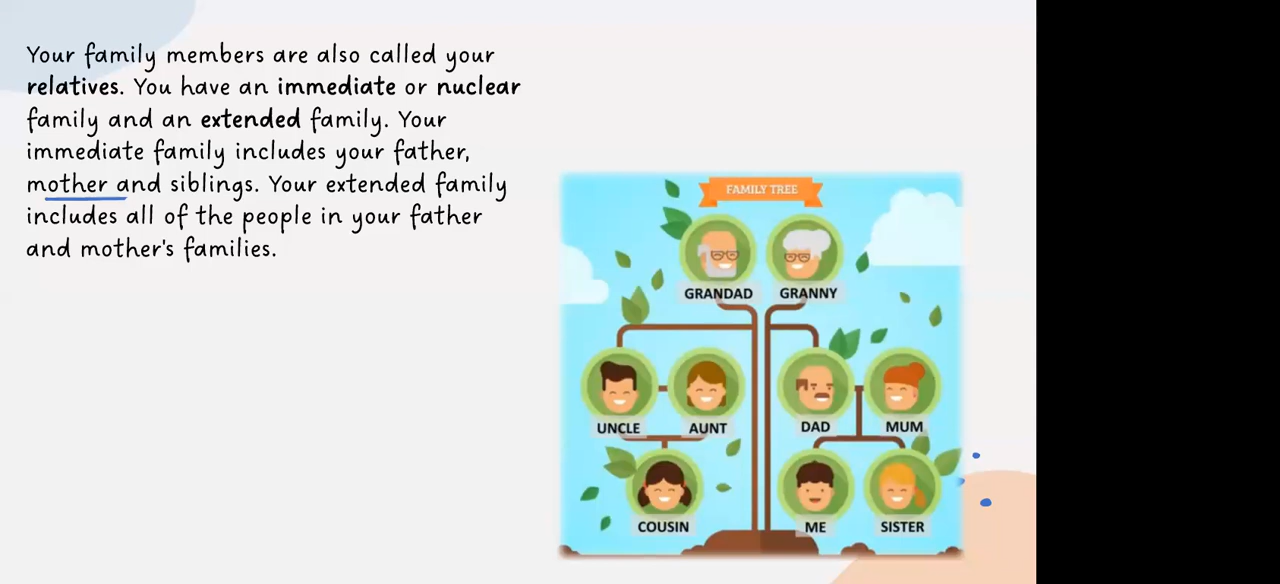 Your family members are also called your
relatives. You have an immediate or nuclear
family and an extended family. Your
immediate family includes your father,
mother and siblings. Your extended family
includes all of the people in your father
and mother's families.
FAMILY TREE
GRANDAD GRANNY
UNCLE AUNT DAD MUM
COUSIN ME SISTER